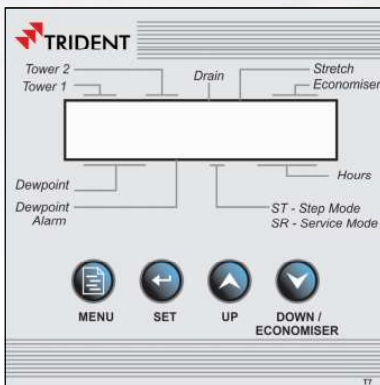 TRIDENT
Tower 2
Tower 1
Drain
Stretch
Economiser
Dewpoint
Dewpoint
Alarm
Hours
ST - Step Mode
SR - Service Mode
MENU
SET
UP
DOWN /
ECONOMISER